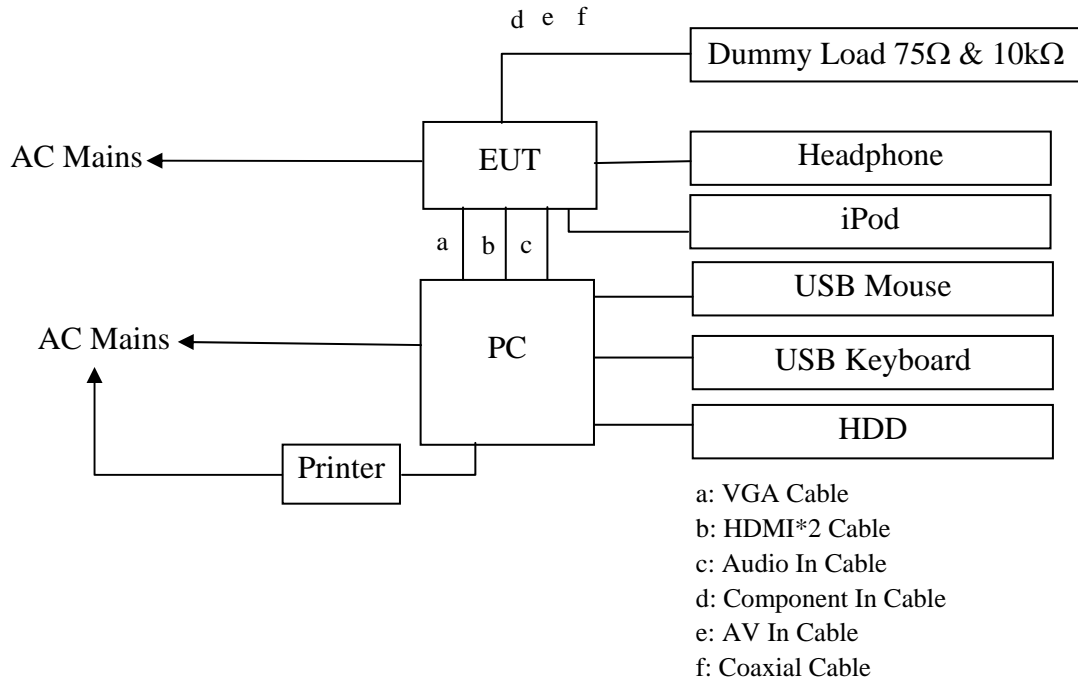 d e f
Dummy Load 75Ω & 10kΩ
AC Mains
EUT
Headphone
iPod
a b c
USB Mouse
AC Mains
PC
USB Keyboard
HDD
Printer
a: VGA Cable
b: HDMI*2 Cable
c: Audio In Cable
d: Component In Cable
e: AV In Cable
f: Coaxial Cable